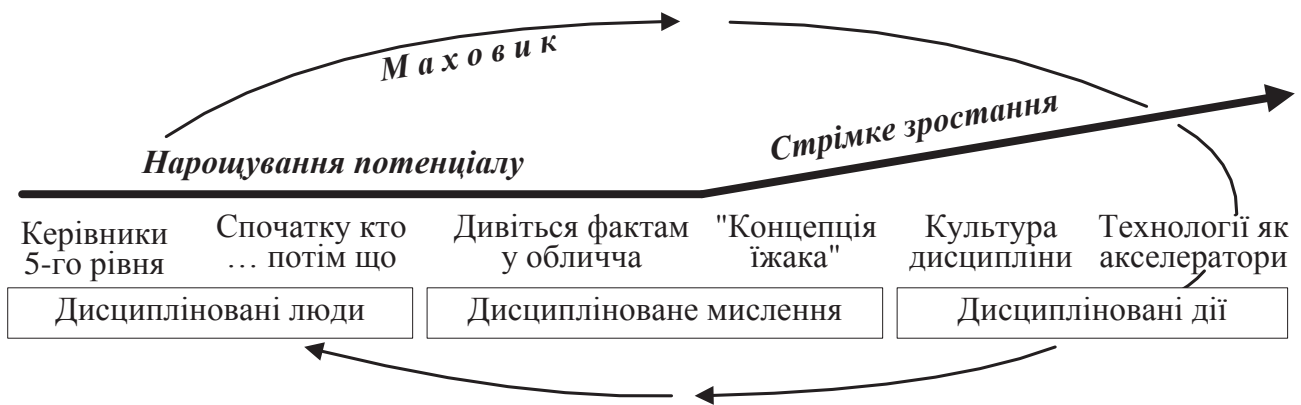 Маховик
Стрімке зростання
Нарощування потенціалу
Керівники
5-го рівня
Спочатку кто
… потім що
Дивіться фактам
у обличча
"Концепція
їжака"
Культура
дисципліни
Технології як
акселератори
Дисципліновані люди
Дисципліноване мислення
Дисципліновані дії